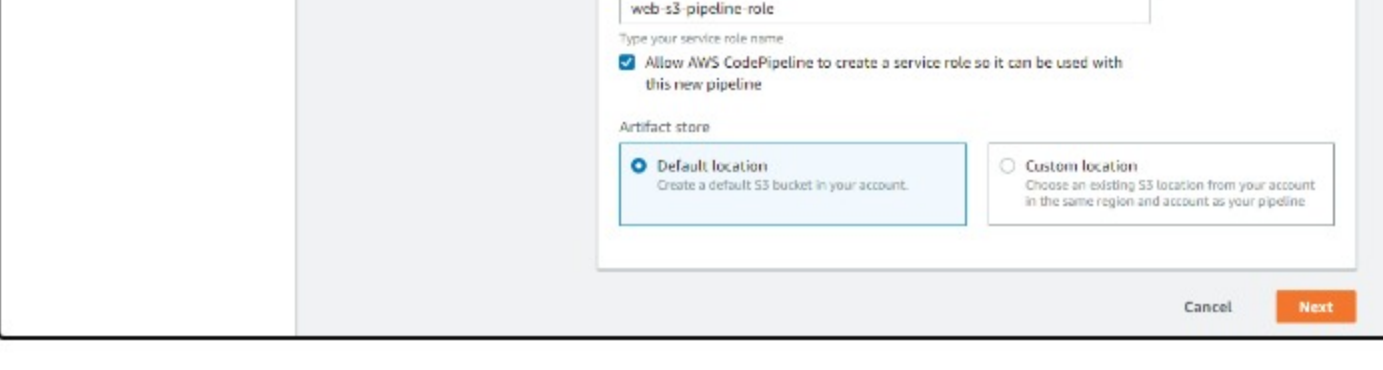 web-s3-pipeline-role
Type your service role name
Allow AWS CodePipeline to create a service role so it can be used with
this new pipeline
Artifact store
Default location
Create a default S3 bucket in your account.
Custom location
Choose an existing S3 location from your account
in the same region and account as your pipeline
Cancel
Next